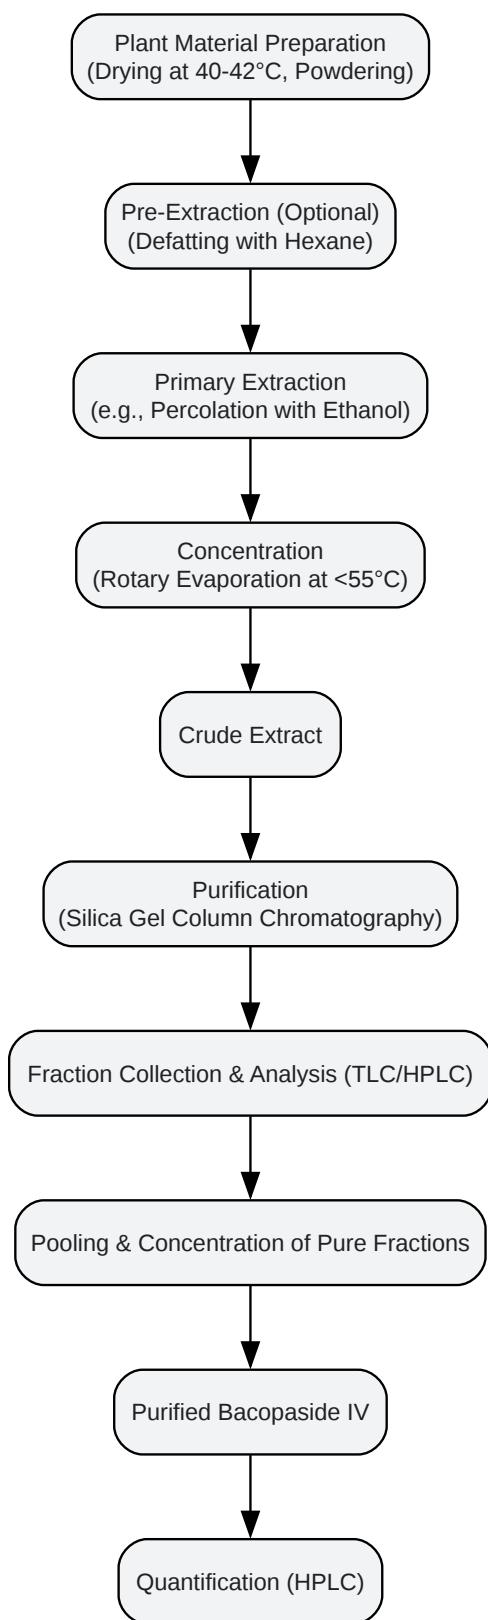 Plant Material Preparation
(Drying at 40-42°C, Powdering)
Pre-Extraction (Optional)
(Defatting with Hexane)
Primary Extraction
(e.g., Percolation with Ethanol)
Concentration
(Rotary Evaporation at <55°C)
Crude Extract
Purification
(Silica Gel Column Chromatography)
Fraction Collection & Analysis (TLC/HPLC)
Pooling & Concentration of Pure Fractions
Purified Bacopaside IV
Quantification (HPLC)